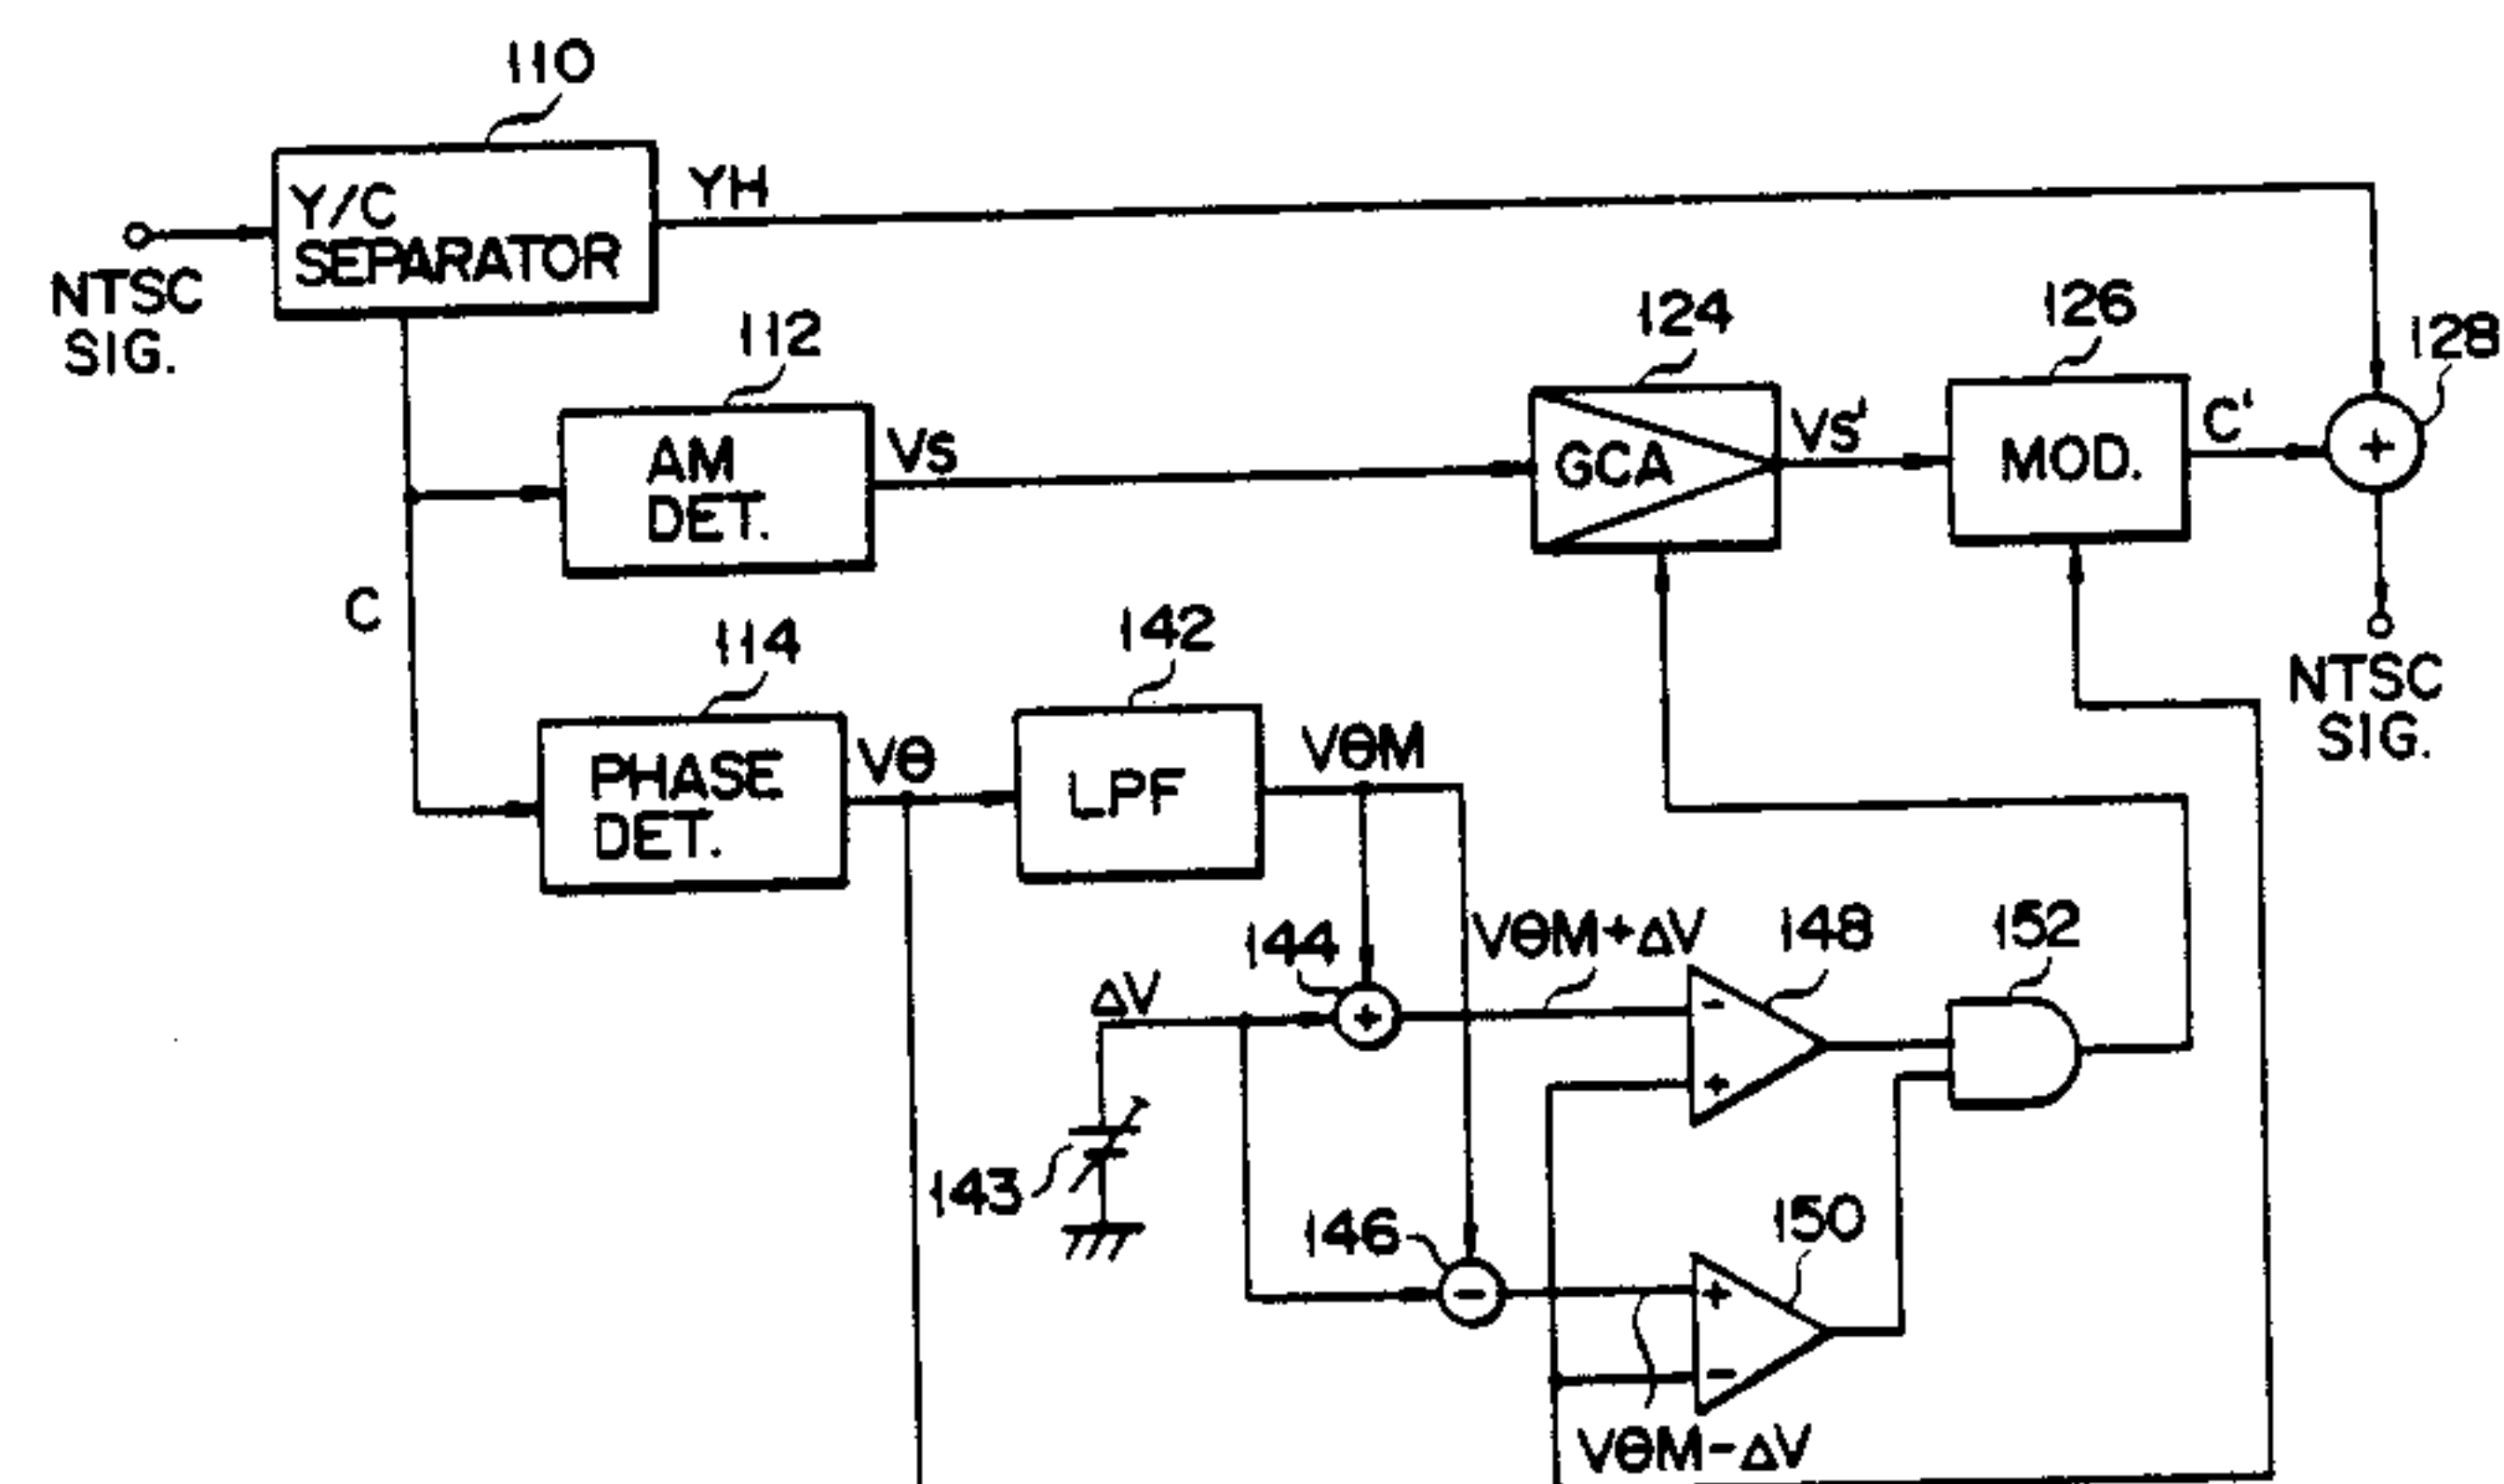 110
Y/C
SEPARATOR
YH
NTSC
SIG.
112
AM
DET.
VS
124
GCA
VS'
126
MOD.
C'
128
+
NTSC
SIG.
C
114
PHASE
DET.
Vθ
142
LPF
VθM
144
+
VθM+ΔV
148
-
+
152
ΔV
143
146
-
150
+
-
VθM-ΔV